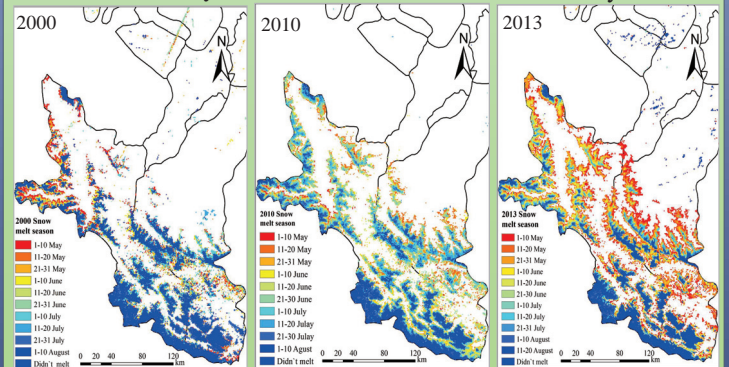 2000
N
2000 Snow
melt season
1-10 May
11-20 May
21-31 May
1-10 June
11-20 June
21-31 June
1-10 July
11-20 July
21-31 July
1-10 August
Didn`t melt
0 20 40 80 120
km
2010
N
2010 Snow
melt season
1-10 May
11-20 May
21-31 May
1-10 June
11-20 June
21-30 June
1-10 July
11-20 Julay
21-30 Julay
1-10 Agust
Didn`t melt
0 20 40 80 120
km
2013
N
2013 Snow
melt season
1-10 May
11-20 May
21-31 May
1-10 June
11-20 June
21-30 June
1-10 July
11-20 July
21-31 July
1-10 August
11-20 August
Didn`t melt
0 20 40 80 120
km